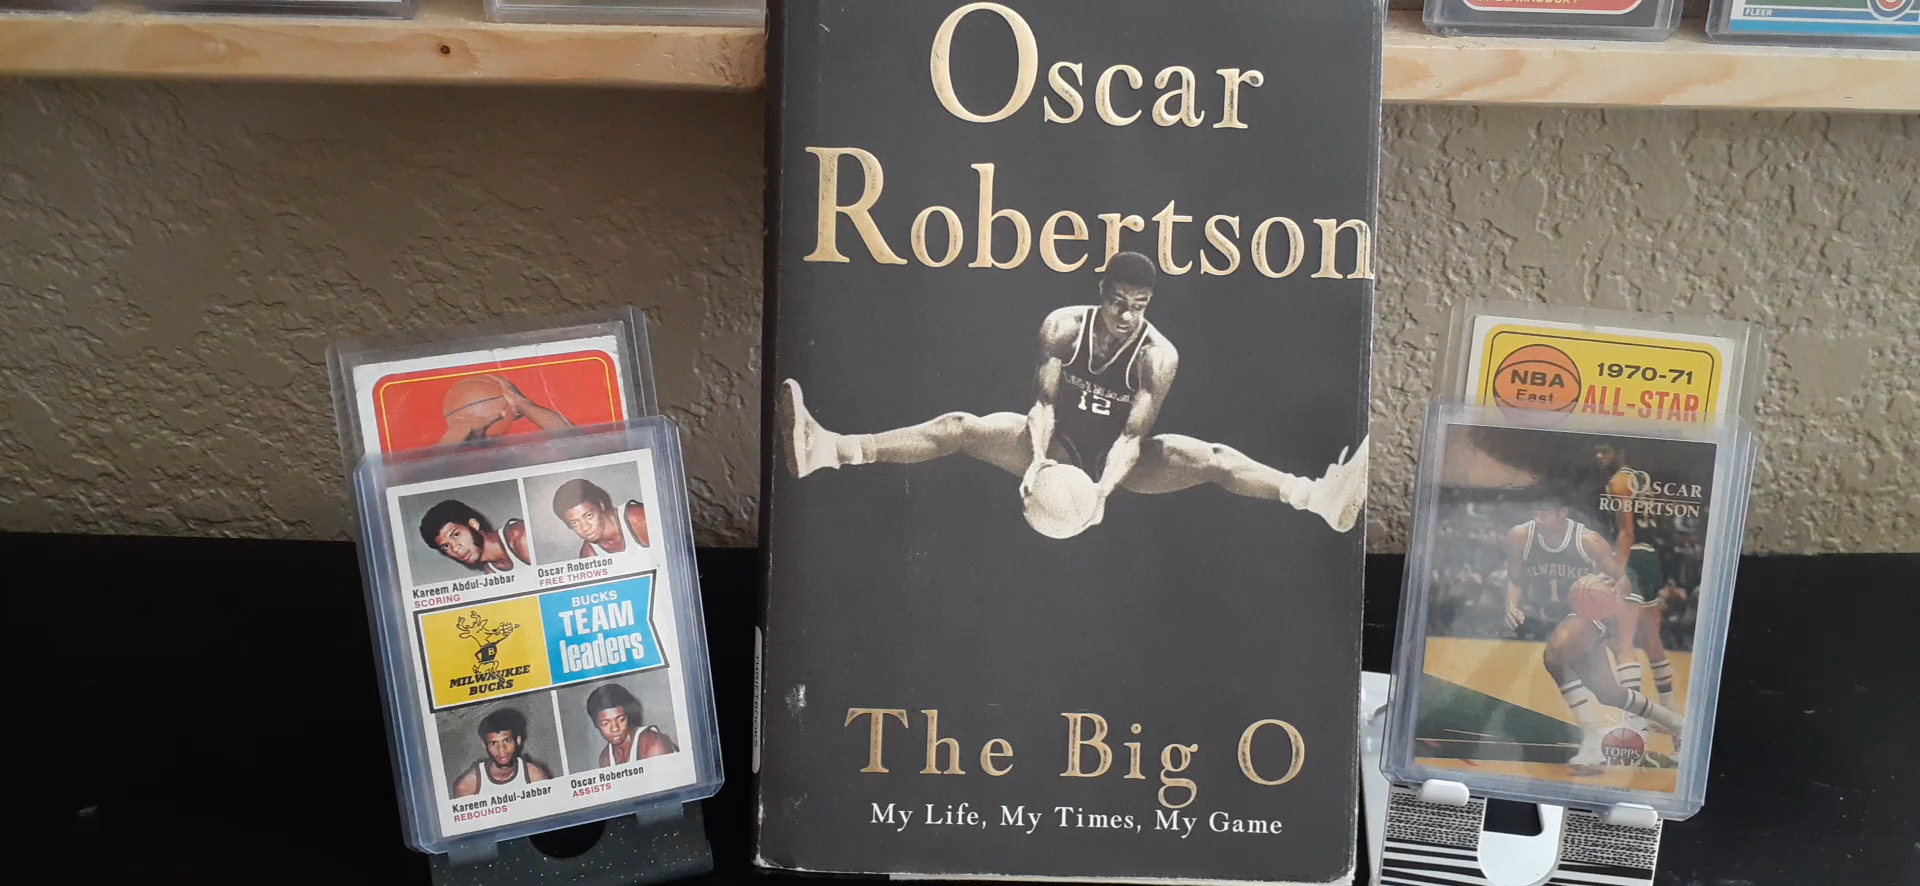 FLEER
Oscar
Robertson
12
The Big O
My Life, My Times, My Game
Kareem Abdul-Jabbar
SCORING
Oscar Robertson
FREE THROWS
MILWAUKEE
BUCKS
B
BUCKS
TEAM
leaders
Kareem Abdul-Jabbar
REBOUNDS
Oscar Robertson
ASSISTS
NBA
East
1970-71
ALL-STAR
OSCAR
ROBERTSON
TOPPS
STARS